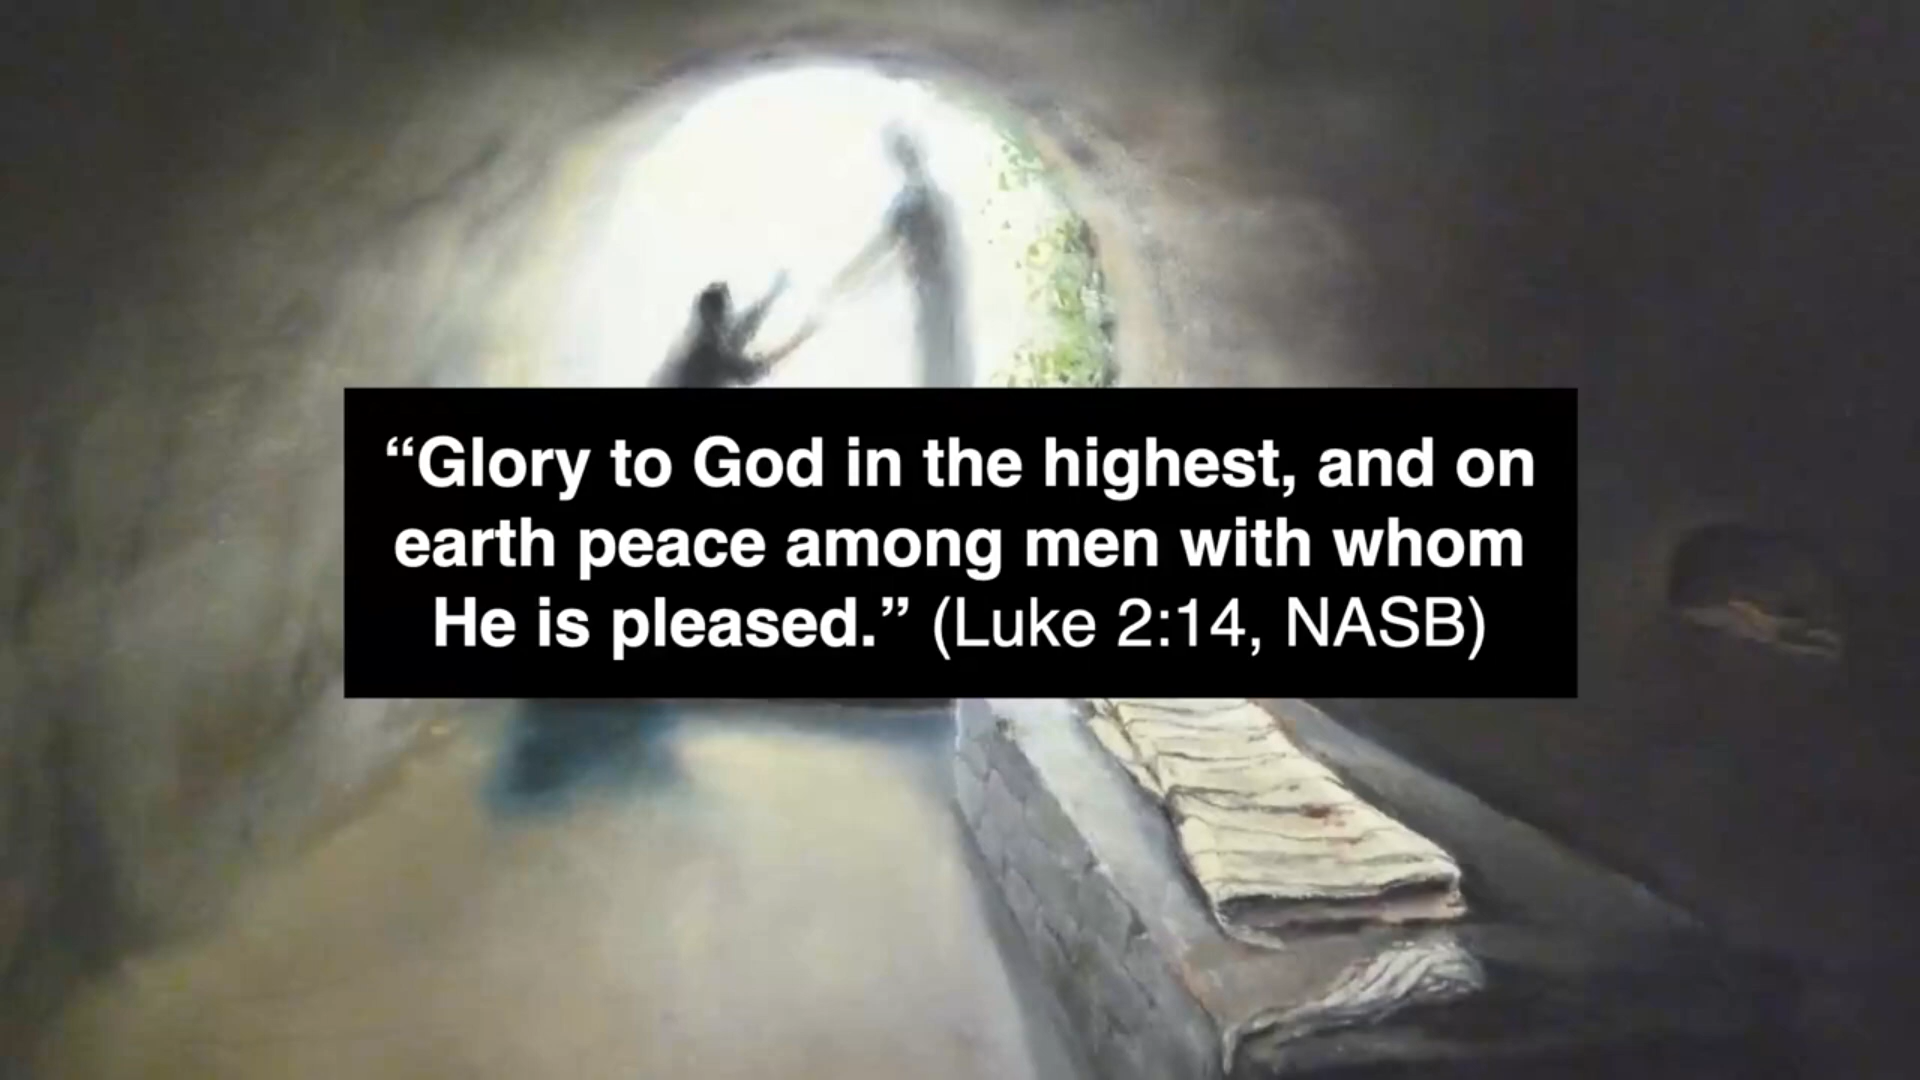 “Glory to God in the highest, and on
earth peace among men with whom
He is pleased.” (Luke 2:14, NASB)